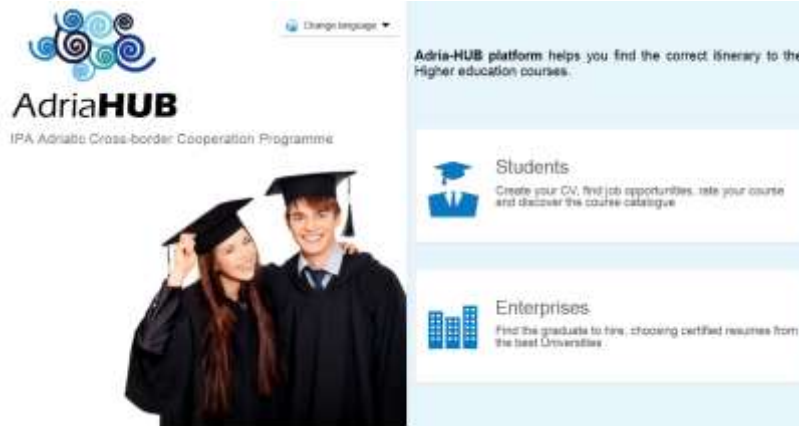 Change language
AdriaHUB
IPA Adriatic Cross-border Cooperation Programme
Adria-HUB platform helps you find the correct itinerary to the
Higher education courses.
Students
Create your CV, find job opportunities, rate your course
and discover the course catalogue
Enterprises
Find the graduate to hire, choosing certified resumes from
the best Universities